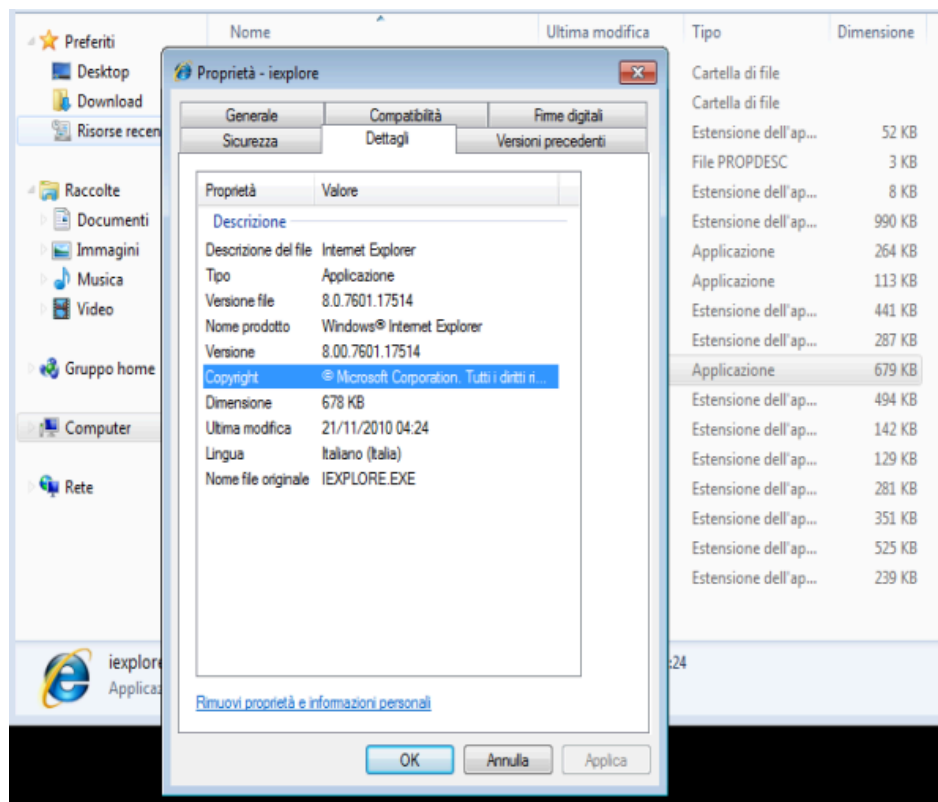 Nome Ultima modifica Tipo Dimensione
Preferiti
Desktop
Download
Risorse recen
Raccolte
Documenti
Immagini
Musica
Video
Gruppo home
Computer
Rete
Proprietà - iexplore
Generale Compatibilità Firme digitali
Sicurezza Dettagli Versioni precedenti
Proprietà Valore
Descrizione
Descrizione del file Internet Explorer
Tipo Applicazione
Versione file 8.0.7601.17514
Nome prodotto Windows® Internet Explorer
Versione 8.00.7601.17514
Copyright © Microsoft Corporation. Tutti i diritti ri...
Dimensione 678 KB
Ultima modifica 21/11/2010 04:24
Lingua Italiano (Italia)
Nome file originale IEXPLORE.EXE
Rimuovi proprietà e informazioni personali
OK Annulla Applica
Cartella di file
Cartella di file
Estensione dell'ap... 52 KB
File PROPDESC 3 KB
Estensione dell'ap... 8 KB
Estensione dell'ap... 990 KB
Applicazione 264 KB
Applicazione 113 KB
Estensione dell'ap... 441 KB
Estensione dell'ap... 287 KB
Applicazione 679 KB
Estensione dell'ap... 494 KB
Estensione dell'ap... 142 KB
Estensione dell'ap... 129 KB
Estensione dell'ap... 281 KB
Estensione dell'ap... 351 KB
Estensione dell'ap... 525 KB
Estensione dell'ap... 239 KB
iexplore :24
Applicaz